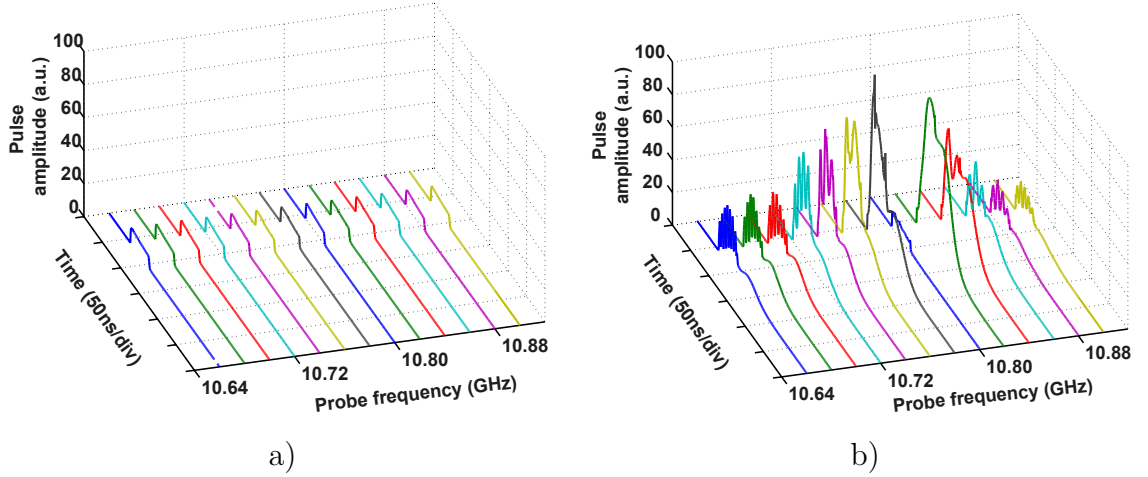 100
80
60
40
20
0
Pulse
amplitude (a.u.)
Time (50ns/div)
10.64
10.72
10.80
10.88
Probe frequency (GHz)
a)
100
80
60
40
20
0
Pulse
amplitude (a.u.)
Time (50ns/div)
10.64
10.72
10.80
10.88
Probe frequency (GHz)
b)